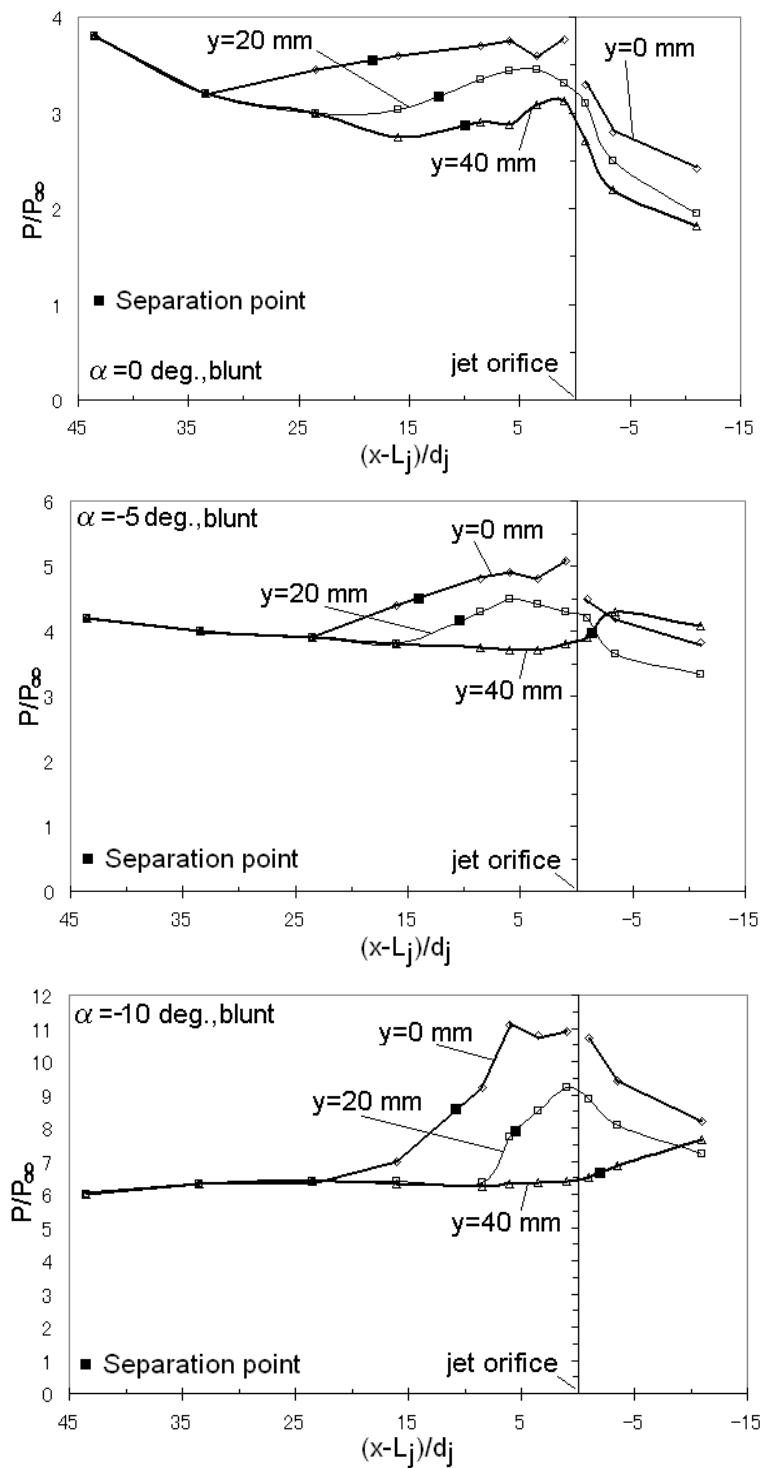 4
y=20 mm
y=0 mm
3
y=40 mm
P/P∞
2
■ Separation point
1
α=0 deg.,blunt
jet orifice
0
45 35 25 15 5 -5 -15
(x-Lj)/dj
6
α=-5 deg.,blunt
y=0 mm
5
y=20 mm
4
y=40 mm
P/P∞
3
2
1
■ Separation point
jet orifice
0
45 35 25 15 5 -5 -15
(x-Lj)/dj
12
α=-10 deg.,blunt
11
y=0 mm
10
9
y=20 mm
8
7
P/P∞
6
y=40 mm
5
4
3
2
1
■ Separation point
jet orifice
0
45 35 25 15 5 -5 -15
(x-Lj)/dj